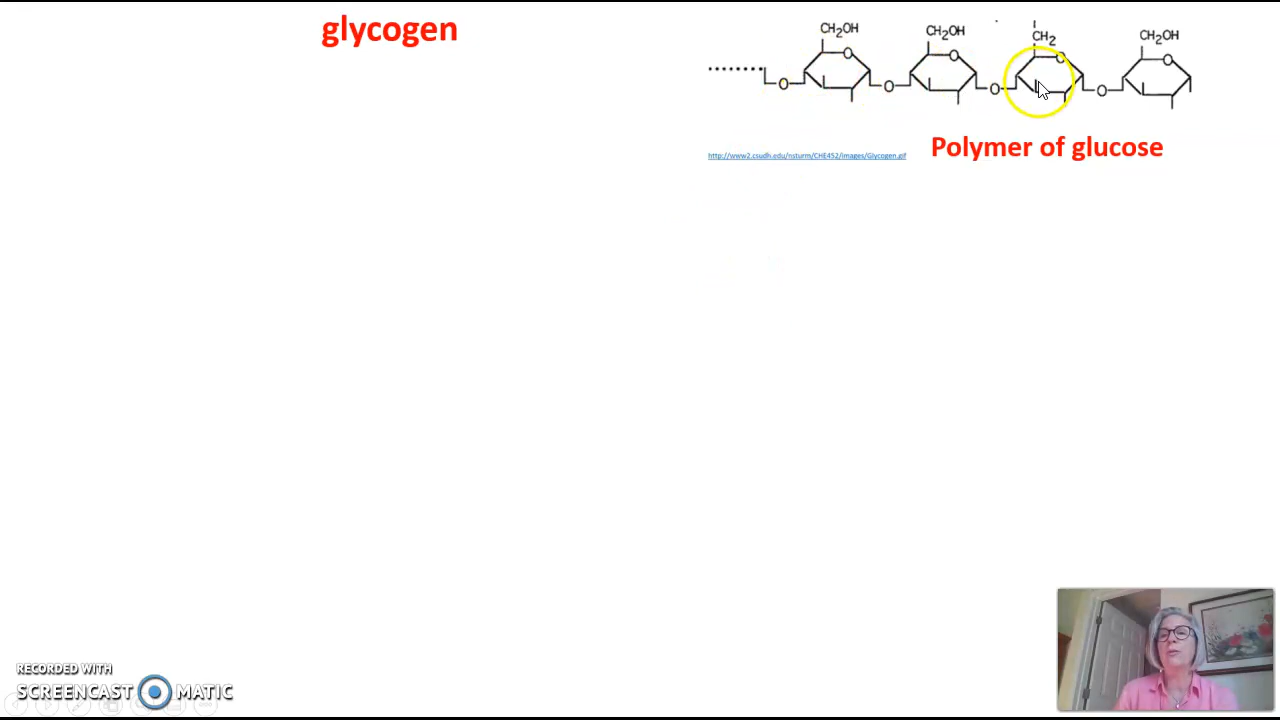 glycogen
CH2OH
CH2OH
CH2
CH2OH
O
O
O
O
O
O
O
O
Polymer of glucose
http://www2.csudh.edu/nsturm/CHE452/images/Glycogen.gif
RECORDED WITH
SCREENCAST MATIC